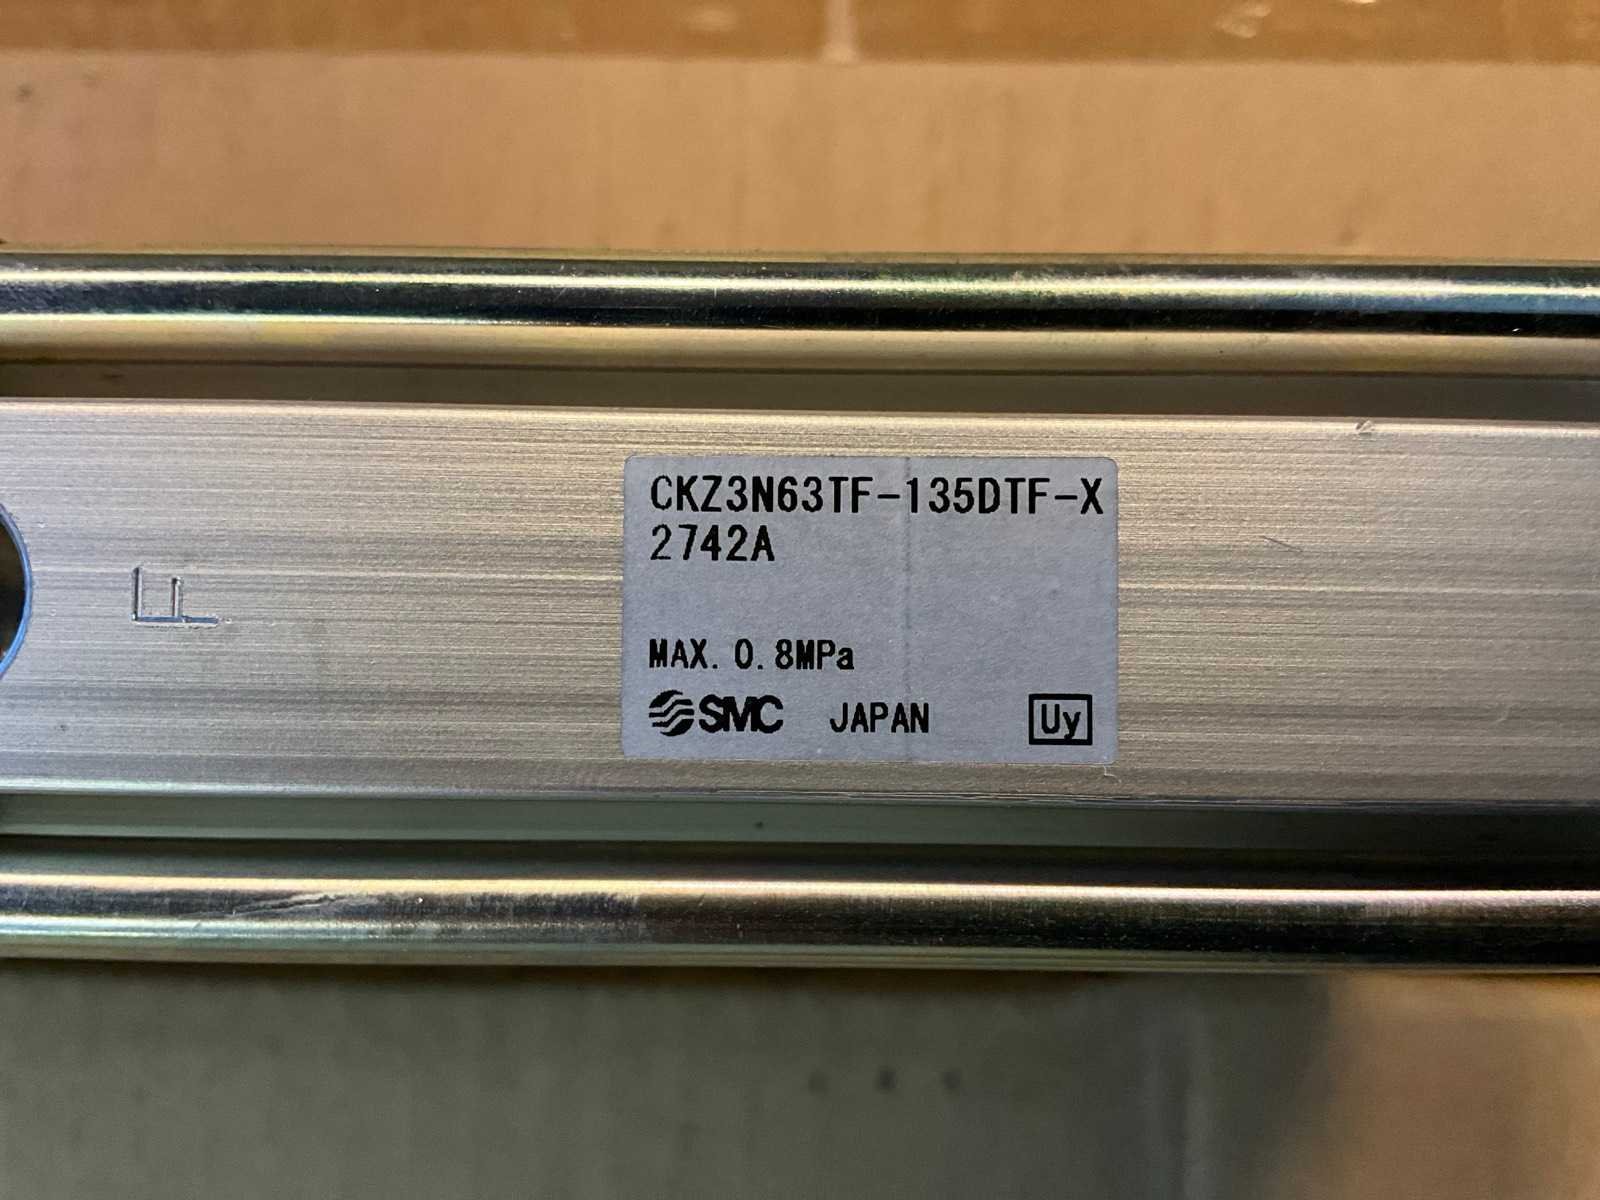 CKZ3N63TF-135DTF-X
2742A
MAX. 0.8MPa
SMC JAPAN Uy
F